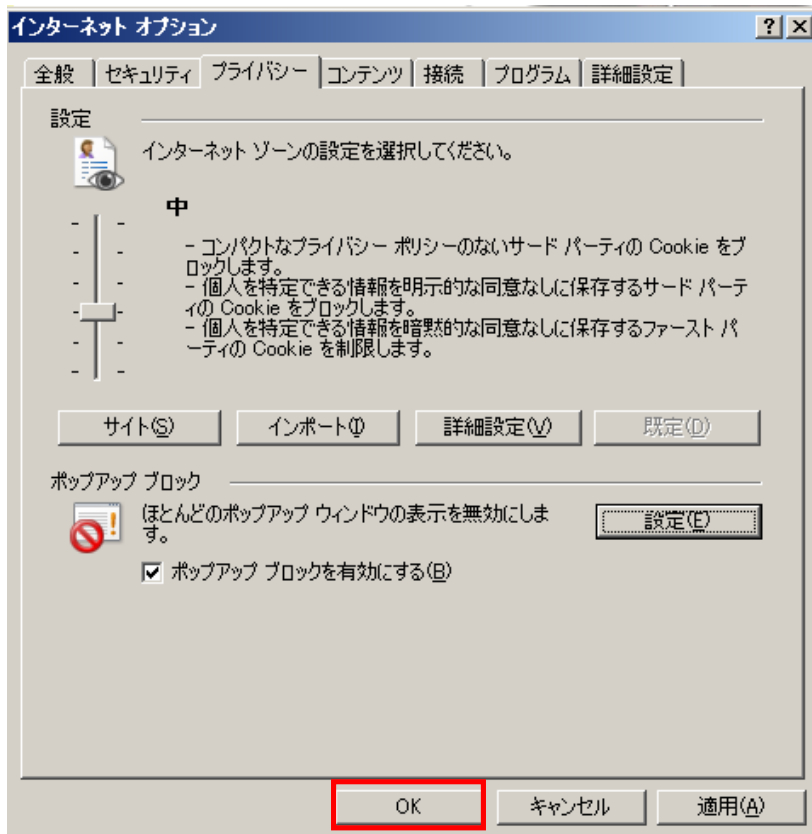 インターネット オプション
全般 セキュリティ プライバシー コンテンツ 接続 プログラム 詳細設定
設定
インターネット ゾーンの設定を選択してください。
中
- コンパクトなプライバシー ポリシーのないサード パーティの Cookie をブ
ロックします。
- 個人を特定できる情報を明示的な同意なしに保存するサード パーテ
ィの Cookie をブロックします。
- 個人を特定できる情報を暗黙的な同意なしに保存するファースト パ
ーティの Cookie を制限します。
サイト(S) インポート(I) 詳細設定(V) 既定(D)
ポップアップ ブロック
ほとんどのポップアップ ウィンドウの表示を無効にしま
す。
設定(E)
ポップアップ ブロックを有効にする(B)
OK キャンセル 適用(A)